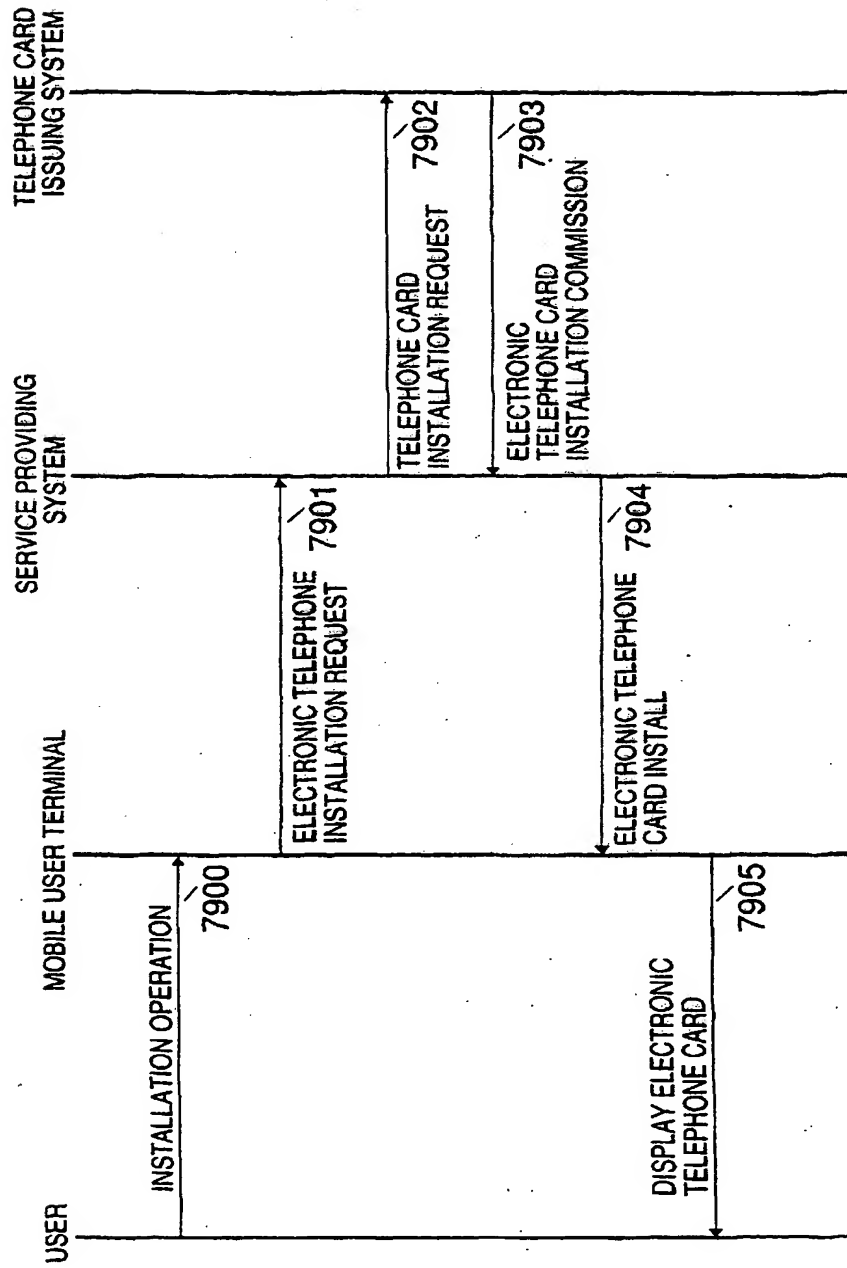 USER
MOBILE USER TERMINAL
SERVICE PROVIDING
SYSTEM
TELEPHONE CARD
ISSUING SYSTEM
INSTALLATION OPERATION
7900
ELECTRONIC TELEPHONE
INSTALLATION REQUEST
7901
TELEPHONE CARD
INSTALLATION REQUEST
7902
ELECTRONIC
TELEPHONE CARD
INSTALLATION COMMISSION
7903
ELECTRONIC TELEPHONE
CARD INSTALL
7904
DISPLAY ELECTRONIC
TELEPHONE CARD
7905